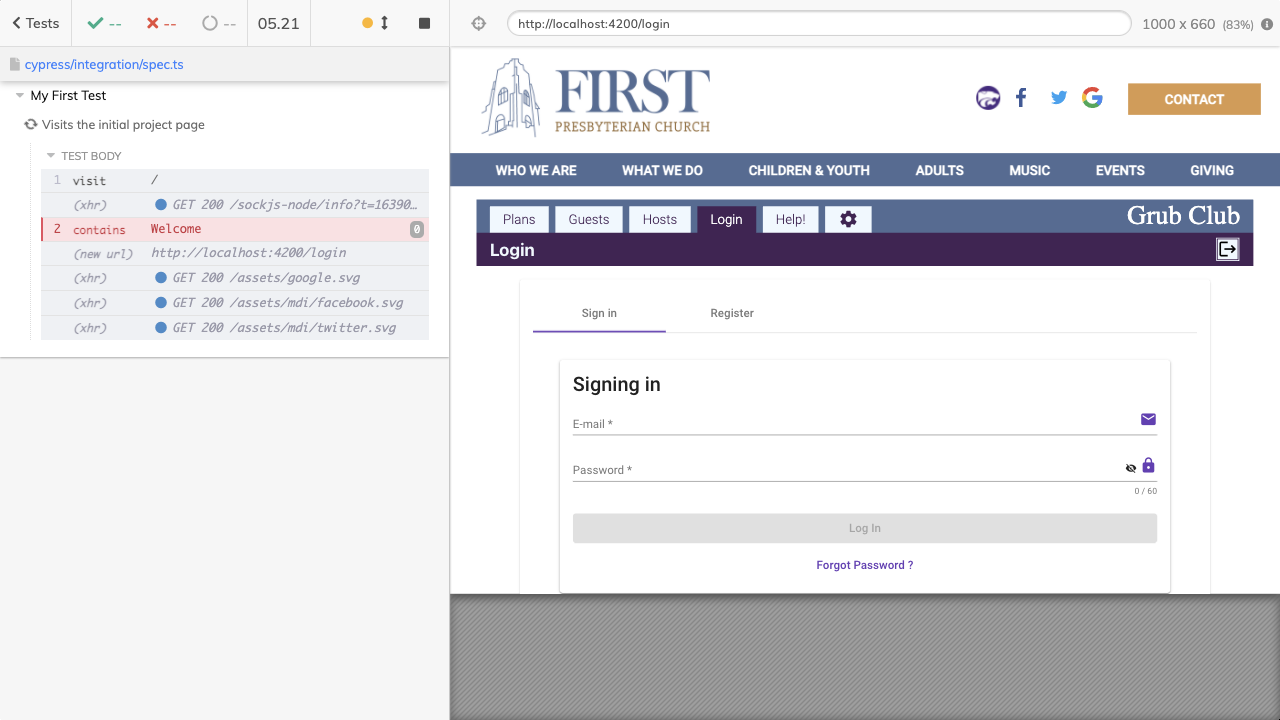 Tests -- -- -- 05.21
cypress/integration/spec.ts
My First Test
Visits the initial project page
TEST BODY
1 visit /
(xhr) GET 200 /sockjs-node/info?t=16390…
2 contains Welcome 0
(new url) http://localhost:4200/login
(xhr) GET 200 /assets/google.svg
(xhr) GET 200 /assets/mdi/facebook.svg
(xhr) GET 200 /assets/mdi/twitter.svg
http://localhost:4200/login 1000 x 660 (83%)
FIRST
PRESBYTERIAN CHURCH
CONTACT
WHO WE ARE WHAT WE DO CHILDREN & YOUTH ADULTS MUSIC EVENTS GIVING
Plans Guests Hosts Login Help! Grub Club
Login
Sign in Register
Signing in
E-mail *
Password *
0 / 60
Log In
Forgot Password ?